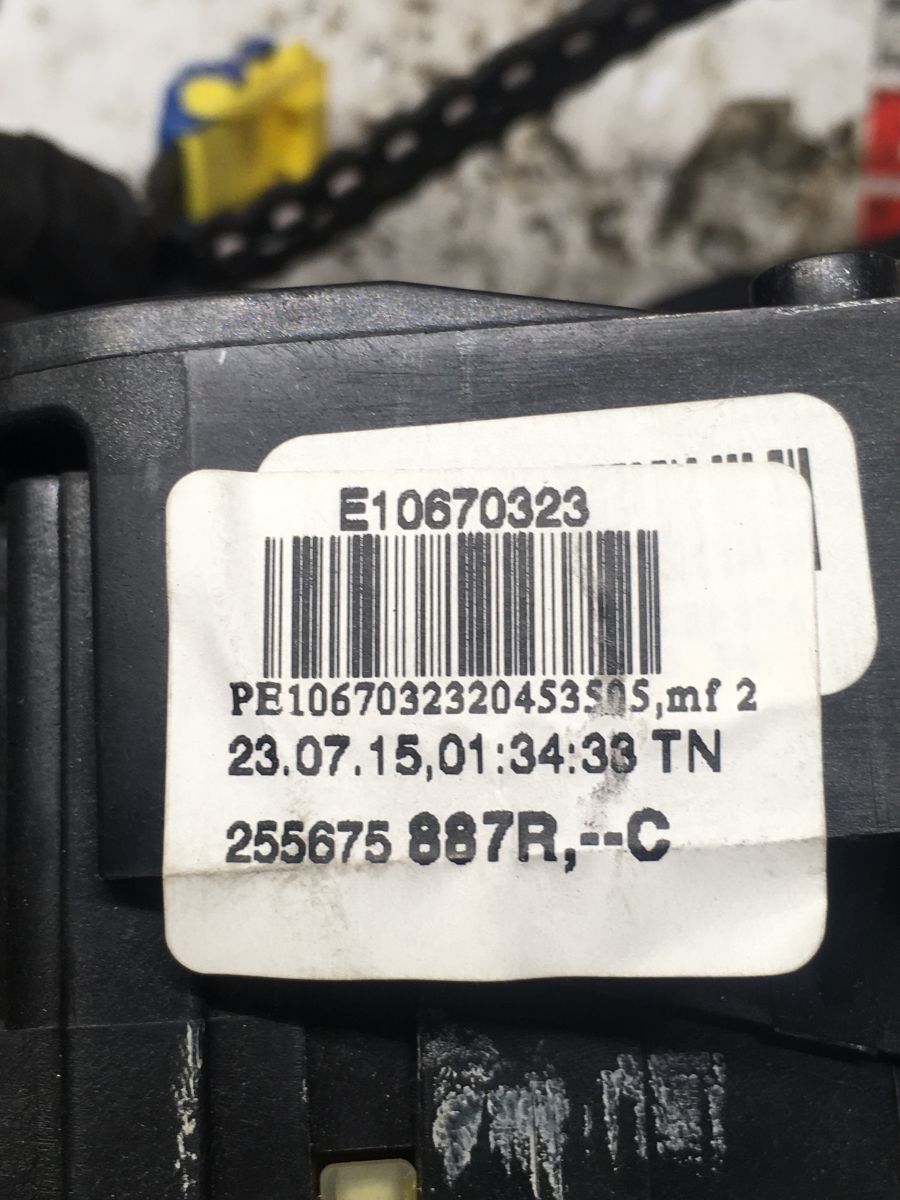 E10670323
PE1067032320453505,mf 2
23.07.15,01:34:33 TN
255675 887R,--C